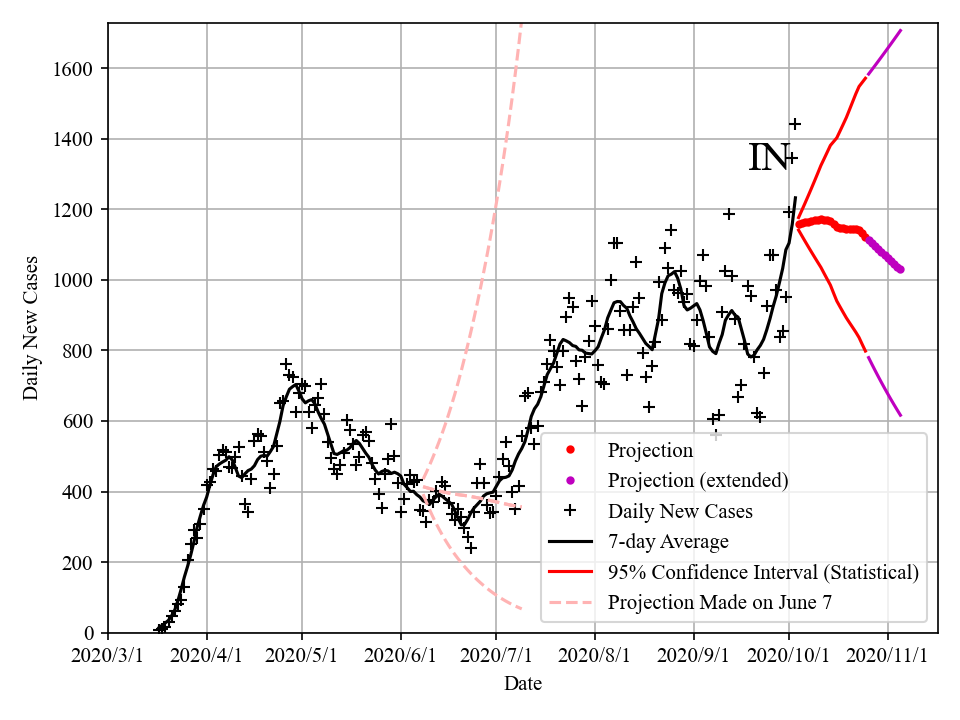 1600
1400
1200
1000
800
600
400
200
0
Daily New Cases
IN
Projection
Projection (extended)
Daily New Cases
7-day Average
95% Confidence Interval (Statistical)
Projection Made on June 7
2020/3/1 2020/4/1 2020/5/1 2020/6/1 2020/7/1 2020/8/1 2020/9/1 2020/10/1 2020/11/1
Date